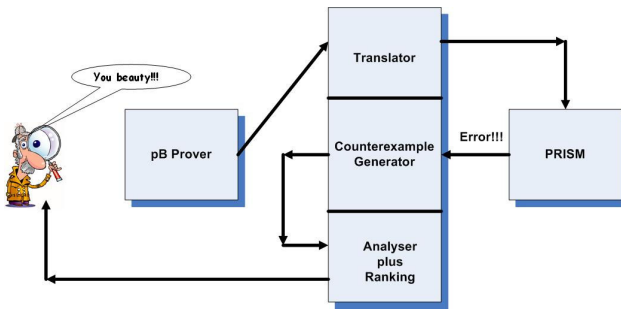 You beauty!!!
Translator
pB Prover
Counterexample
Generator
Error!!!
PRISM
Analyser
plus
Ranking